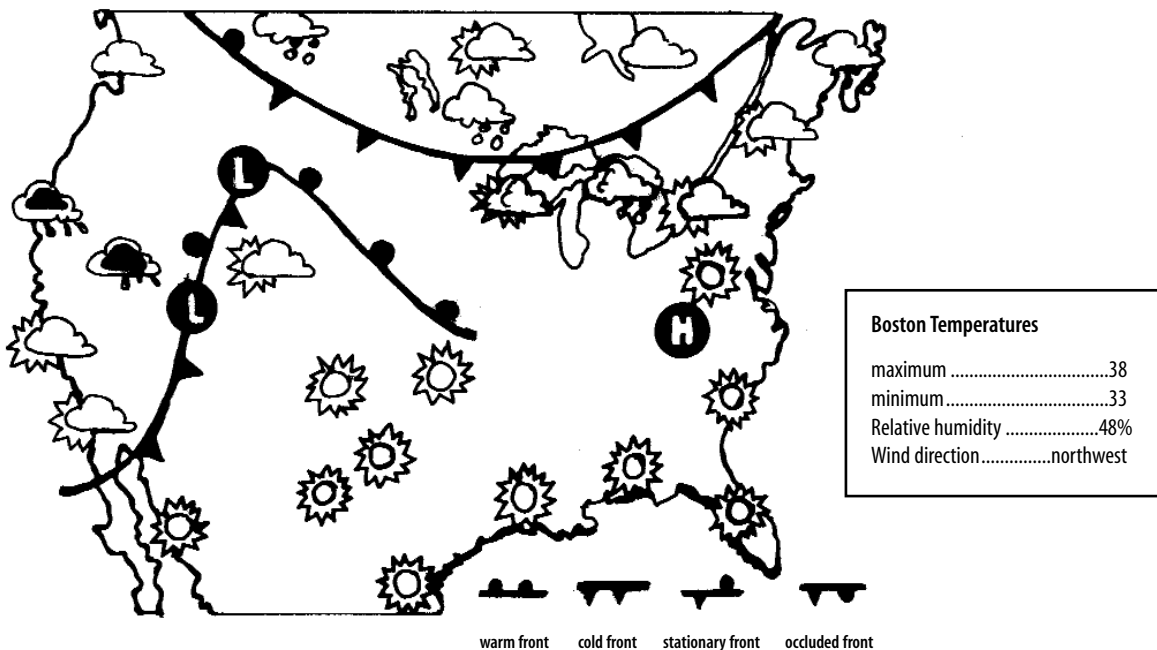 L
L
H
Boston Temperatures
maximum ................................38
minimum .................................33
Relative humidity ...................48%
Wind direction..............northwest
warm front cold front stationary front occluded front